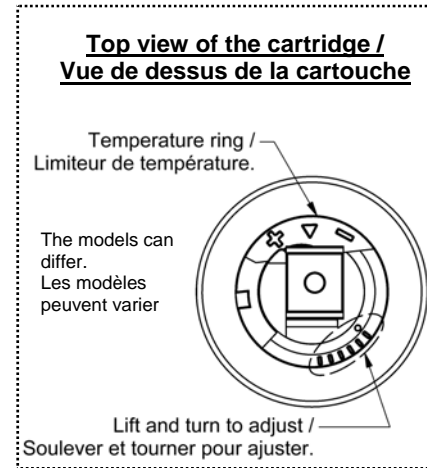 Top view of the cartridge /
Vue de dessus de la cartouche
Temperature ring /
Limiteur de température.
The models can
differ.
Les modèles
peuvent varier
Lift and turn to adjust /
Soulever et tourner pour ajuster.